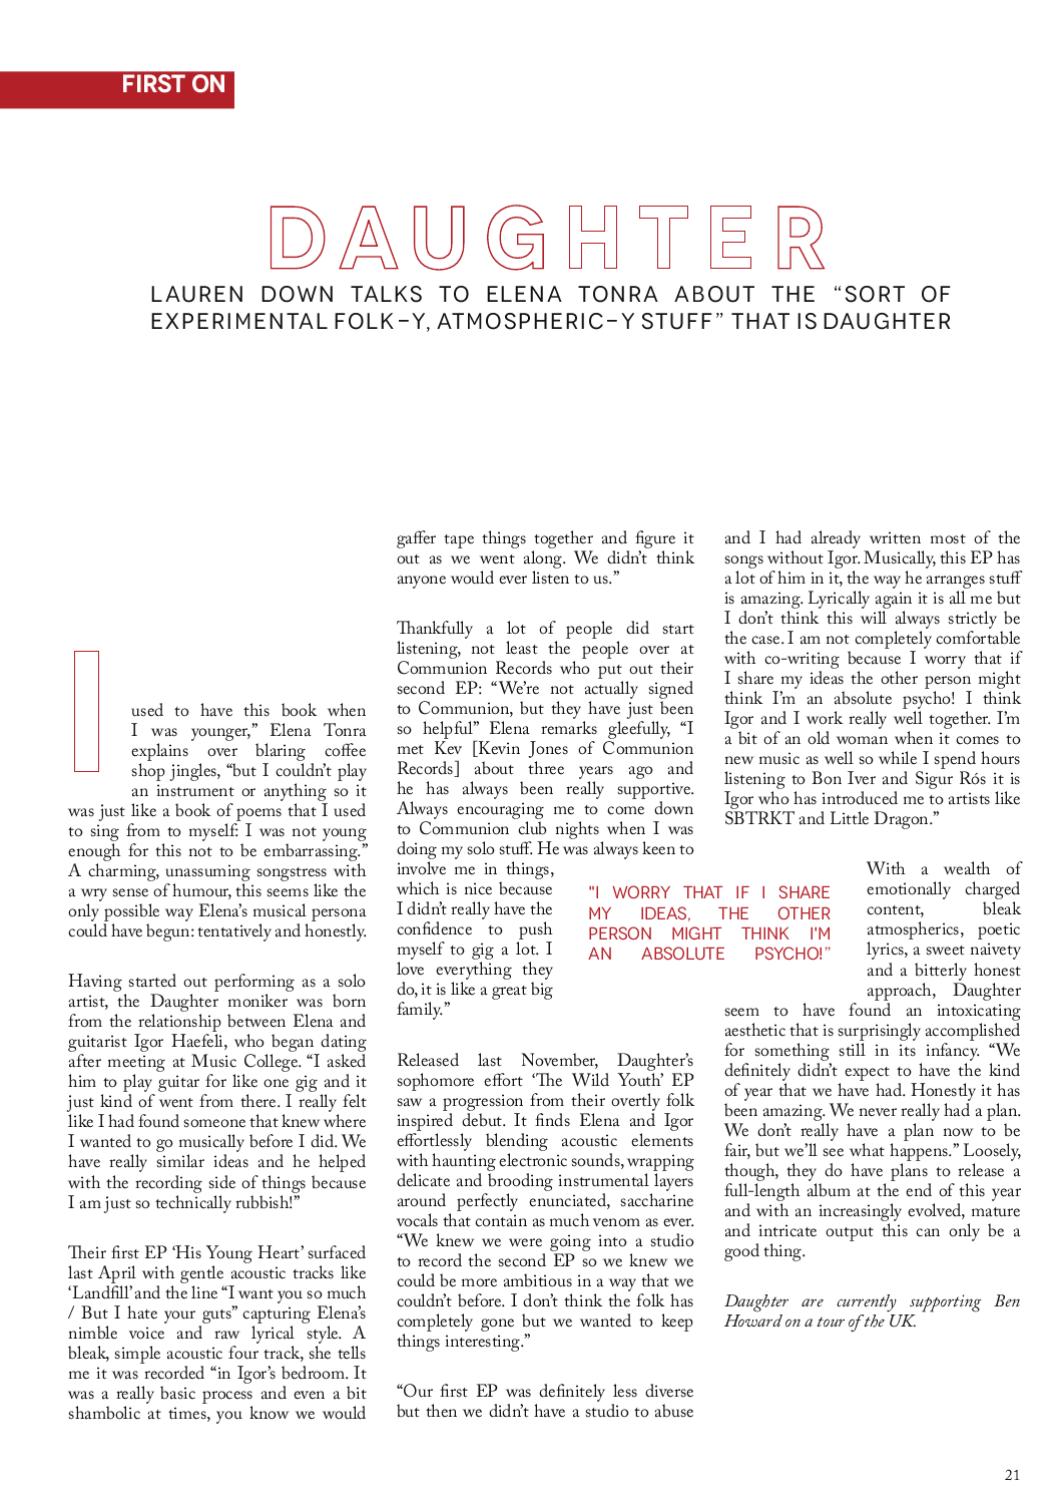 FIRST ON
DAUGHTER
LAUREN DOWN TALKS TO ELENA TONRA ABOUT THE “SORT OF
EXPERIMENTAL FOLK–Y, ATMOSPHERIC–Y STUFF” THAT IS DAUGHTER
I
used to have this book when
I was younger,” Elena Tonra
explains over blaring coffee
shop jingles, “but I couldn’t play
an instrument or anything so it
was just like a book of poems that I used
to sing from to myself: I was not young
enough for this not to be embarrassing.”
A charming, unassuming songstress with
a wry sense of humour, this seems like the
only possible way Elena’s musical persona
could have begun: tentatively and honestly.
Having started out performing as a solo
artist, the Daughter moniker was born
from the relationship between Elena and
guitarist Igor Haefeli, who began dating
after meeting at Music College. “I asked
him to play guitar for like one gig and it
just kind of went from there. I really felt
like I had found someone that knew where
I wanted to go musically before I did. We
have really similar ideas and he helped
with the recording side of things because
I am just so technically rubbish!”
Their first EP ‘His Young Heart’ surfaced
last April with gentle acoustic tracks like
‘Landfill’ and the line “I want you so much
/ But I hate your guts” capturing Elena’s
nimble voice and raw lyrical style. A
bleak, simple acoustic four track, she tells
me it was recorded “in Igor’s bedroom. It
was a really basic process and even a bit
shambolic at times, you know we would
gaffer tape things together and figure it
out as we went along. We didn’t think
anyone would ever listen to us.”
Thankfully a lot of people did start
listening, not least the people over at
Communion Records who put out their
second EP: “We’re not actually signed
to Communion, but they have just been
so helpful” Elena remarks gleefully, “I
met Kev [Kevin Jones of Communion
Records] about three years ago and
he has always been really supportive.
Always encouraging me to come down
to Communion club nights when I was
doing my solo stuff. He was always keen to
involve me in things,
which is nice because
I didn’t really have the
confidence to push
myself to gig a lot. I
love everything they
do, it is like a great big
family.”
Released last November, Daughter’s
sophomore effort ‘The Wild Youth’ EP
saw a progression from their overtly folk
inspired debut. It finds Elena and Igor
effortlessly blending acoustic elements
with haunting electronic sounds, wrapping
delicate and brooding instrumental layers
around perfectly enunciated, saccharine
vocals that contain as much venom as ever.
“We knew we were going into a studio
to record the second EP so we knew we
could be more ambitious in a way that we
couldn’t before. I don’t think the folk has
completely gone but we wanted to keep
things interesting.”
“Our first EP was definitely less diverse
but then we didn’t have a studio to abuse
"I WORRY THAT IF I SHARE
MY IDEAS, THE OTHER
PERSON MIGHT THINK I'M
AN ABSOLUTE PSYCHO!”
and I had already written most of the
songs without Igor. Musically, this EP has
a lot of him in it, the way he arranges stuff
is amazing. Lyrically again it is all me but
I don’t think this will always strictly be
the case. I am not completely comfortable
with co-writing because I worry that if
I share my ideas the other person might
think I’m an absolute psycho! I think
Igor and I work really well together. I’m
a bit of an old woman when it comes to
new music as well so while I spend hours
listening to Bon Iver and Sigur Rós it is
Igor who has introduced me to artists like
SBTRKT and Little Dragon.”
With a wealth of
emotionally charged
content, bleak
atmospherics, poetic
lyrics, a sweet naivety
and a bitterly honest
approach, Daughter
seem to have found an intoxicating
aesthetic that is surprisingly accomplished
for something still in its infancy. “We
definitely didn’t expect to have the kind
of year that we have had. Honestly it has
been amazing. We never really had a plan.
We don’t really have a plan now to be
fair, but we’ll see what happens.” Loosely,
though, they do have plans to release a
full-length album at the end of this year
and with an increasingly evolved, mature
and intricate output this can only be a
good thing.
Daughter are currently supporting Ben
Howard on a tour of the UK.
21